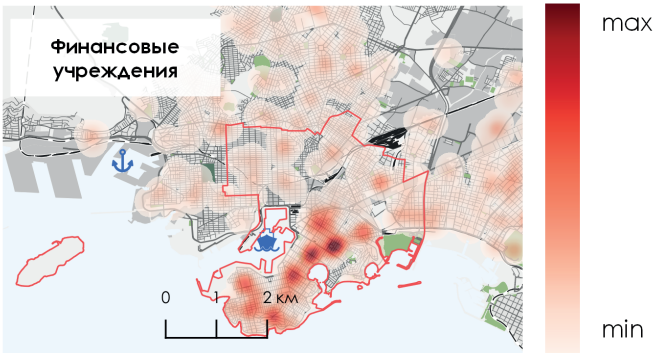 Финансовые
учреждения
max
min
0 1 2 км